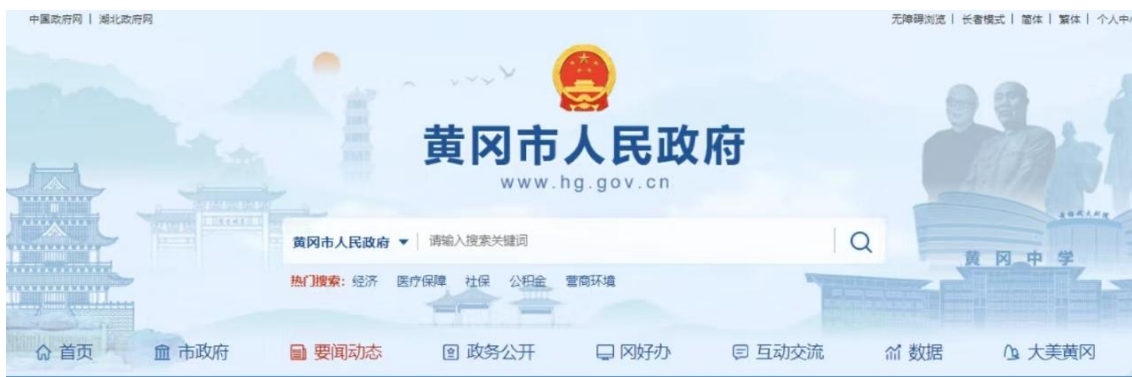 中国政府网 | 湖北政府网
无障碍浏览 | 长者模式 | 简体 | 繁体 | 个人中心
黄冈市人民政府
www.hg.gov.cn
黄冈市人民政府 请输入搜索关键词
热门搜索: 经济 医疗保障 社保 公积金 营商环境
黄冈中学
首页 市政府 要闻动态 政务公开 冈好办 互动交流 数据 大美黄冈